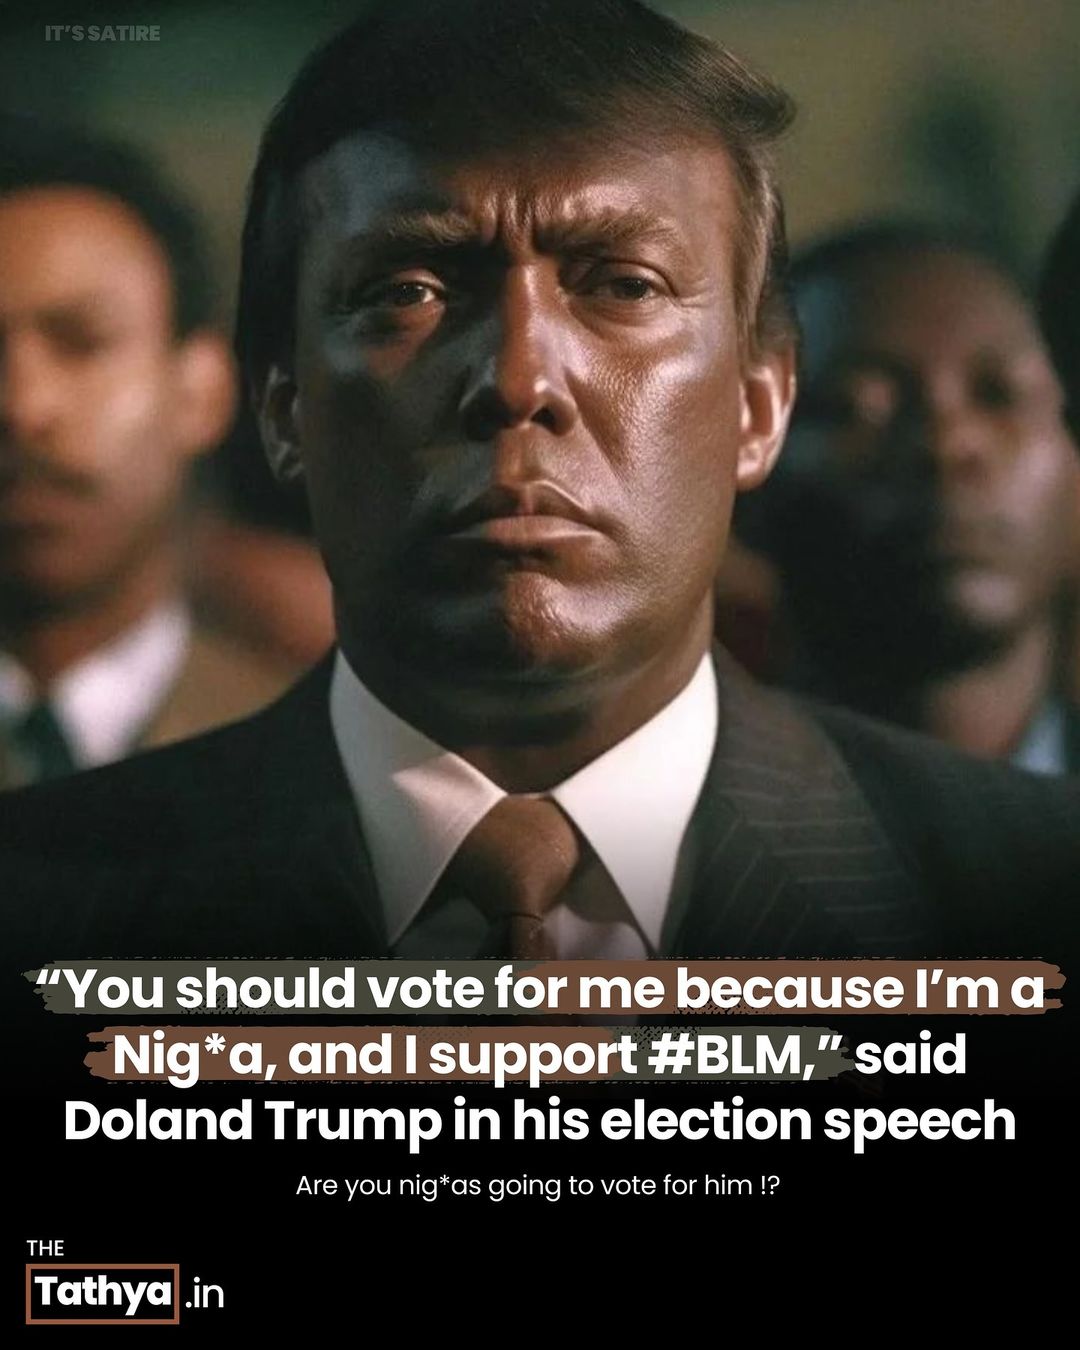 IT'S SATIRE
“You should vote for me because I’m a
Nig*a, and I support #BLM,” said
Doland Trump in his election speech
Are you nig*as going to vote for him !?
THE
Tathya.in